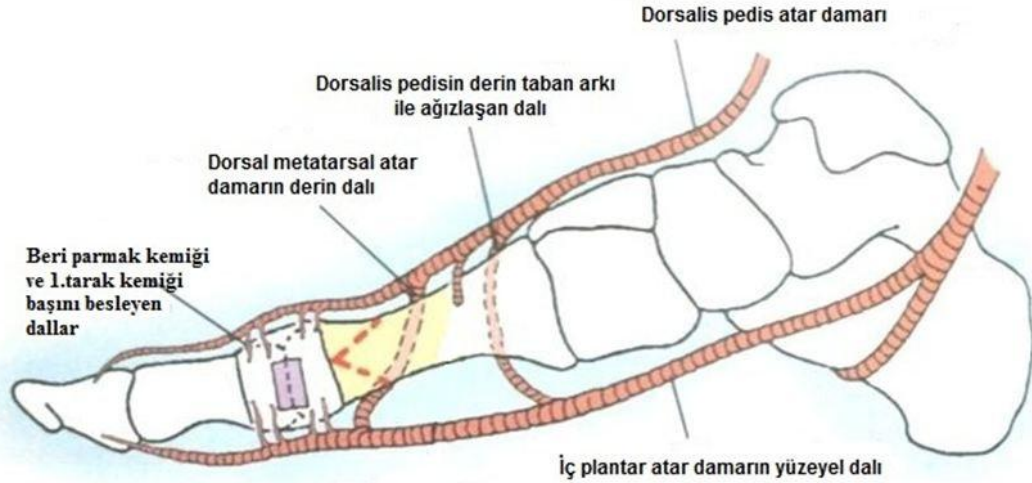 Dorsalis pedis atar damarı
Dorsalis pedisin derin taban arkı
ile ağızlaşan dalı
Dorsal metatarsal atar
damarın derin dalı
Beri parmak kemiği
ve 1.tarak kemiği
başını besleyen
dallar
İç plantar atar damarın yüzeyel dalı